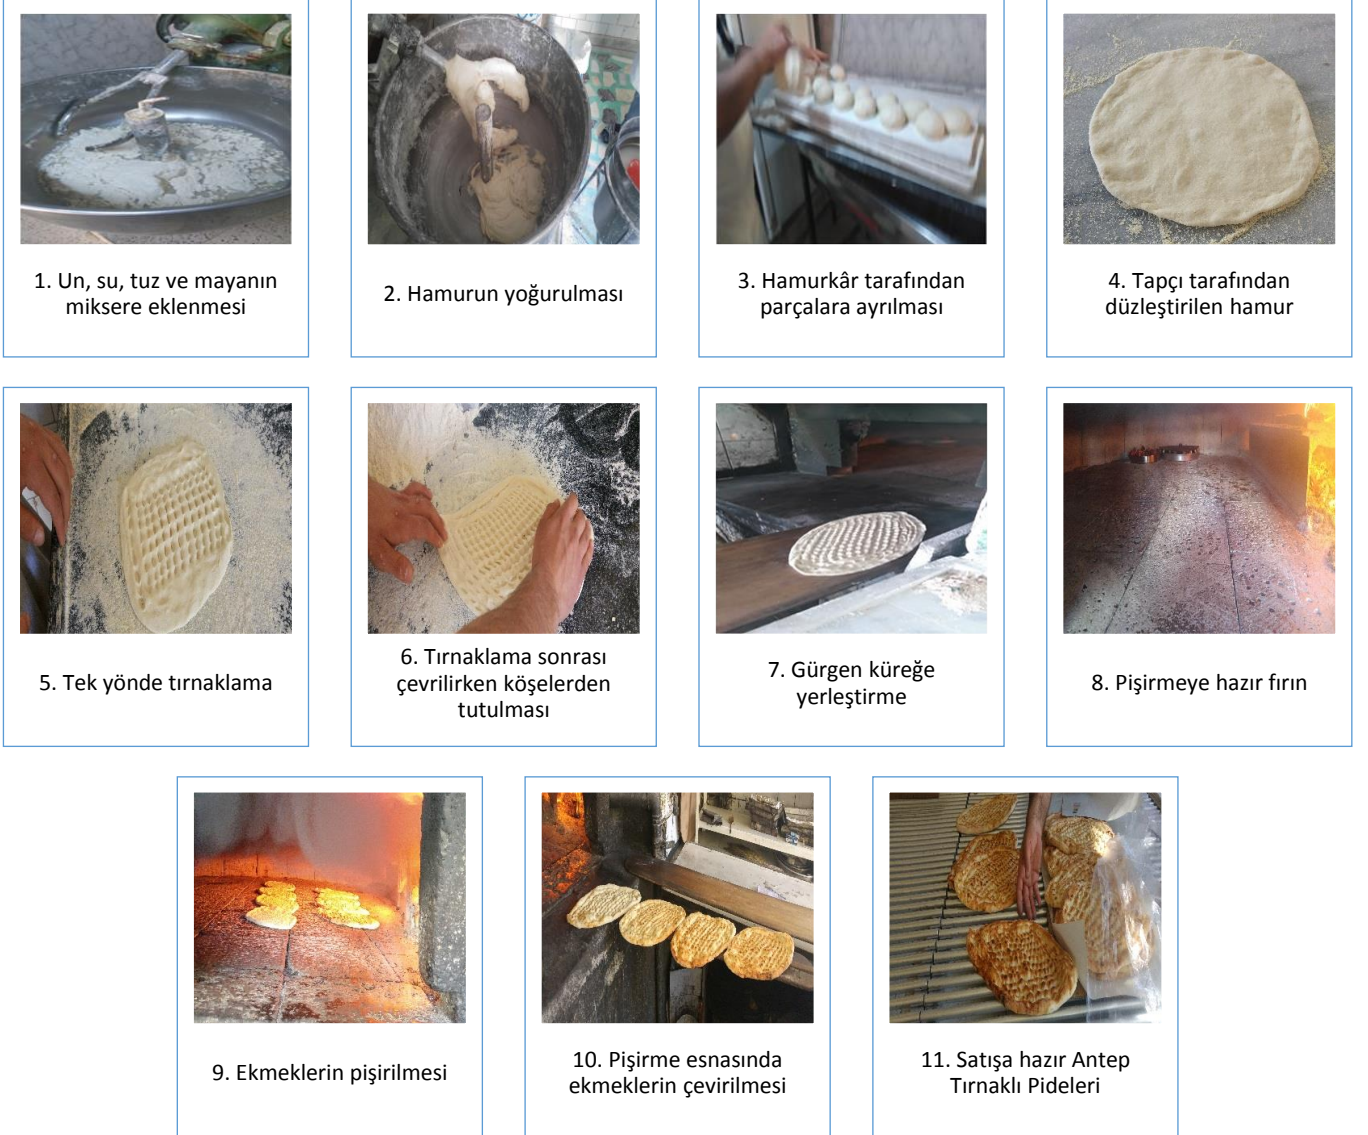 1. Un, su, tuz ve mayanın
miksere eklenmesi
2. Hamurun yoğurulması
3. Hamurkâr tarafından
parçalara ayrılması
4. Tapçı tarafından
düzleştirilen hamur
5. Tek yönde tırnaklama
6. Tırnaklama sonrası
çevrilirken köşelerden
tutulması
7. Gürgen küreğe
yerleştirme
8. Pişirmeye hazır fırın
9. Ekmeklerin pişirilmesi
10. Pişirme esnasında
ekmeklerin çevirilmesi
11. Satışa hazır Antep
Tırnaklı Pideleri